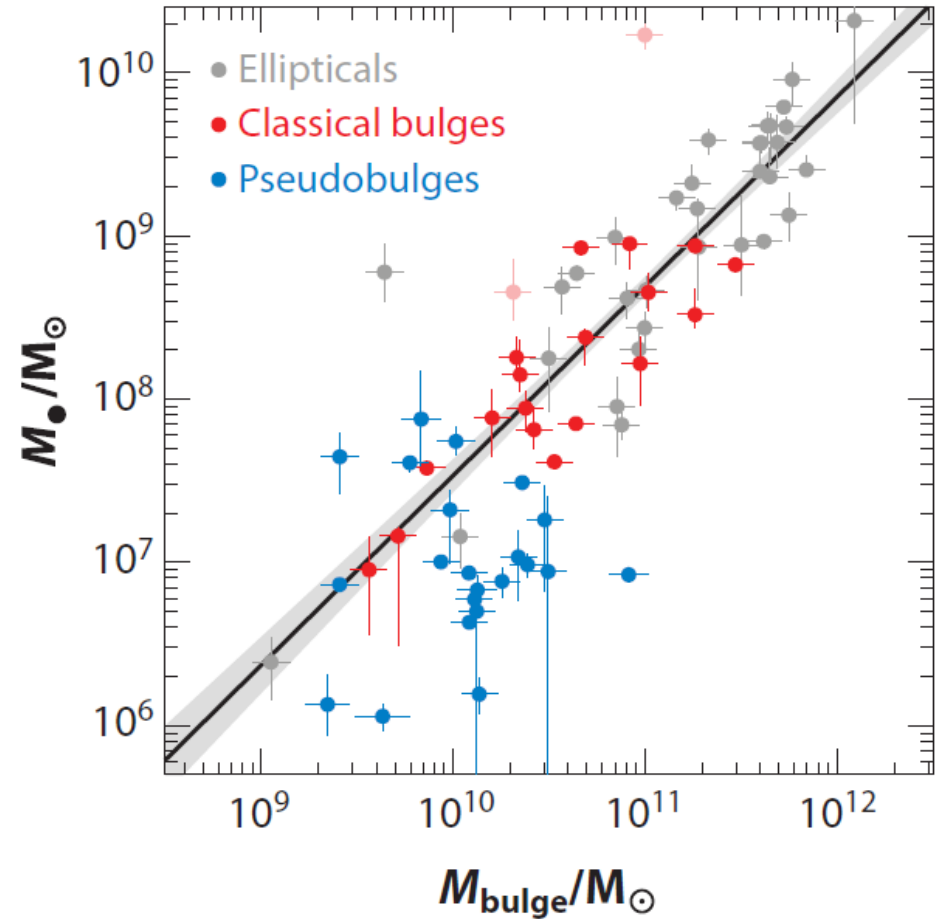 Ellipticals
Classical bulges
Pseudobulges
10¹⁰
10⁹
10⁸
10⁷
10⁶
M●/M☉
10⁹ 10¹⁰ 10¹¹ 10¹²
Mbulge/M☉